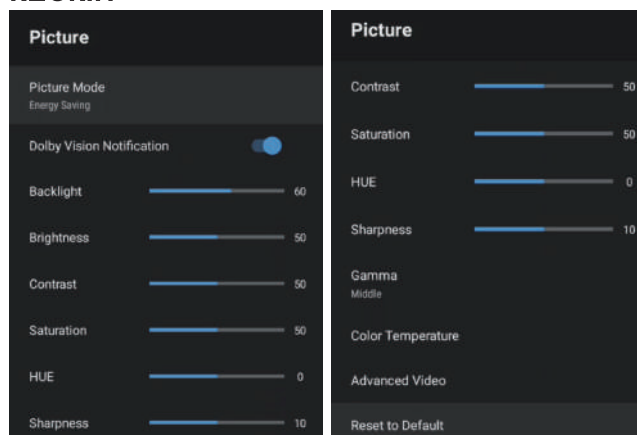 Picture
Picture Mode
Energy Saving
Dolby Vision Notification
Backlight 60
Brightness 50
Contrast 50
Saturation 50
HUE 0
Sharpness 10
Picture
Contrast 50
Saturation 50
HUE 0
Sharpness 10
Gamma
Middle
Color Temperature
Advanced Video
Reset to Default